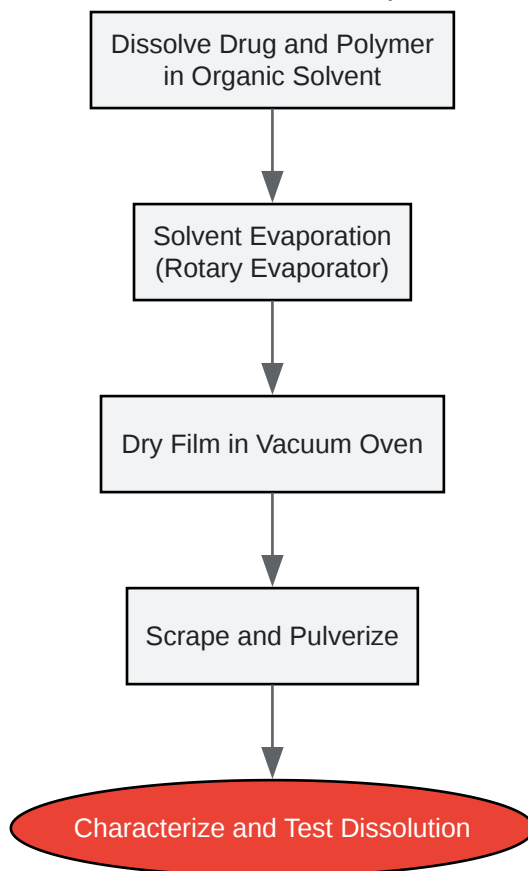 Dissolve Drug and Polymer
in Organic Solvent
Solvent Evaporation
(Rotary Evaporator)
Dry Film in Vacuum Oven
Scrape and Pulverize
Characterize and Test Dissolution